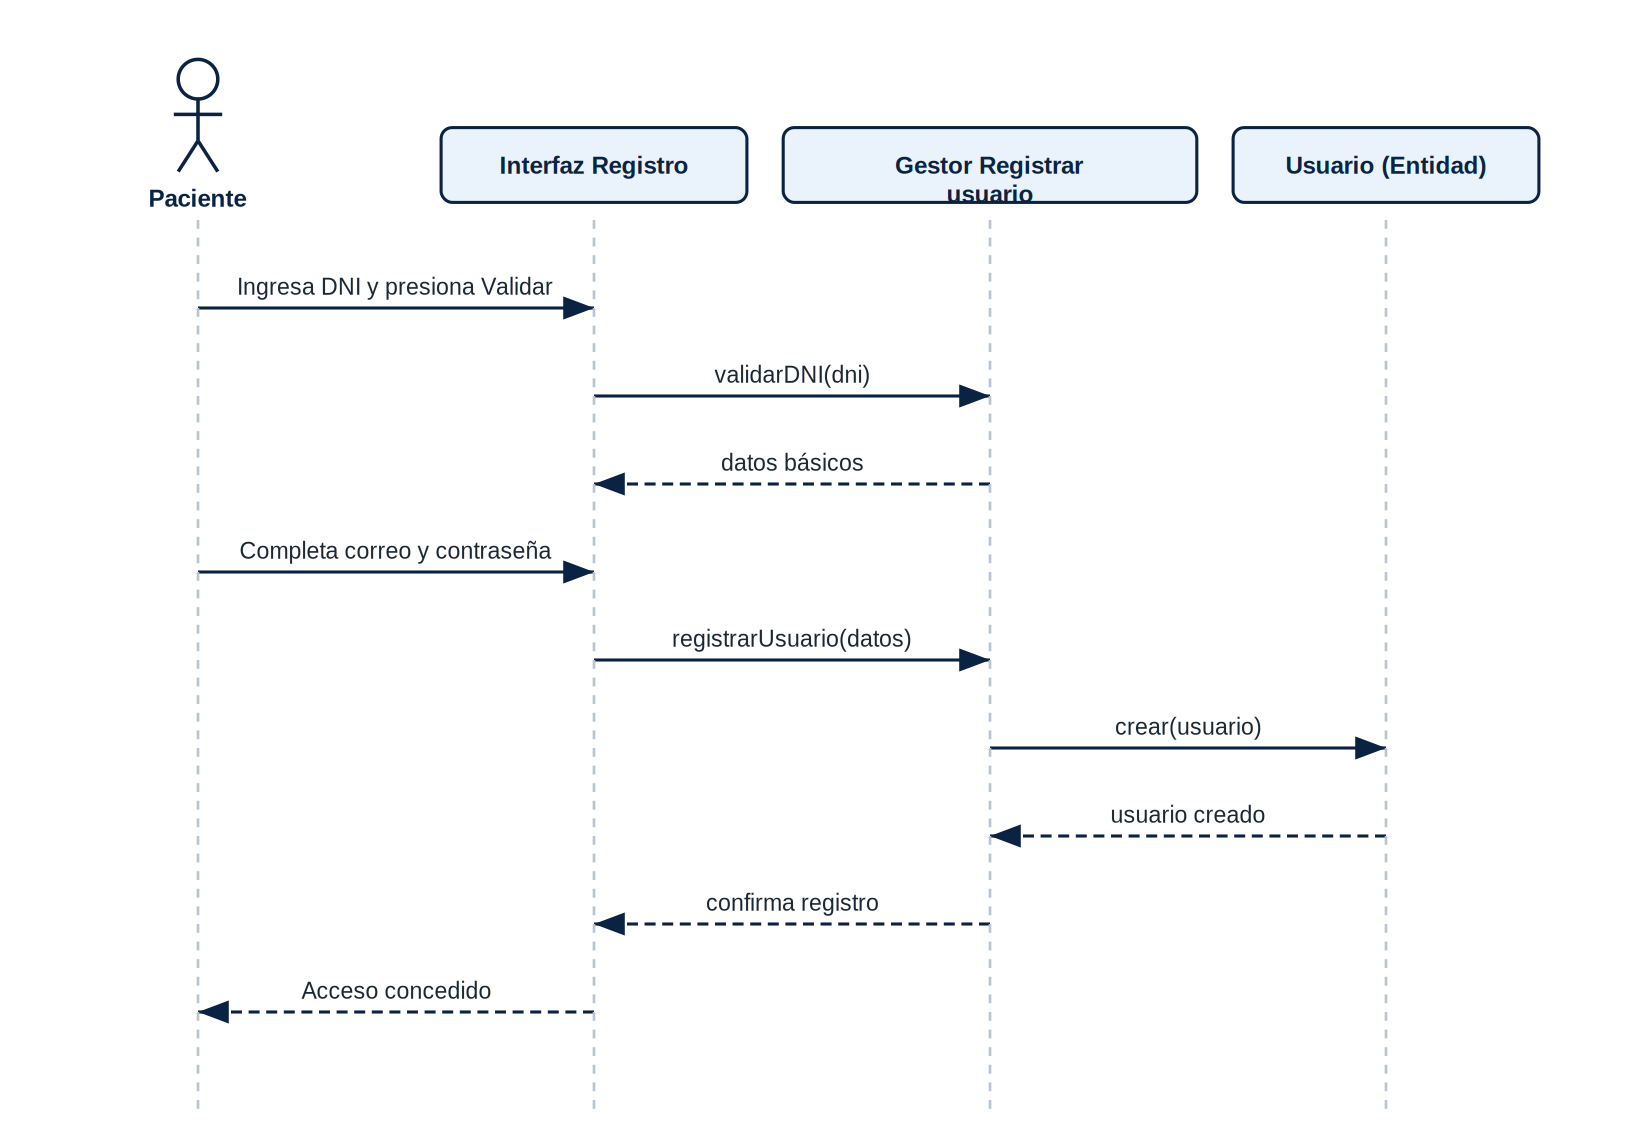 Paciente
Interfaz Registro
Gestor Registrar
usuario
Usuario (Entidad)
Ingresa DNI y presiona Validar
validarDNI(dni)
datos básicos
Completa correo y contraseña
registrarUsuario(datos)
crear(usuario)
usuario creado
confirma registro
Acceso concedido